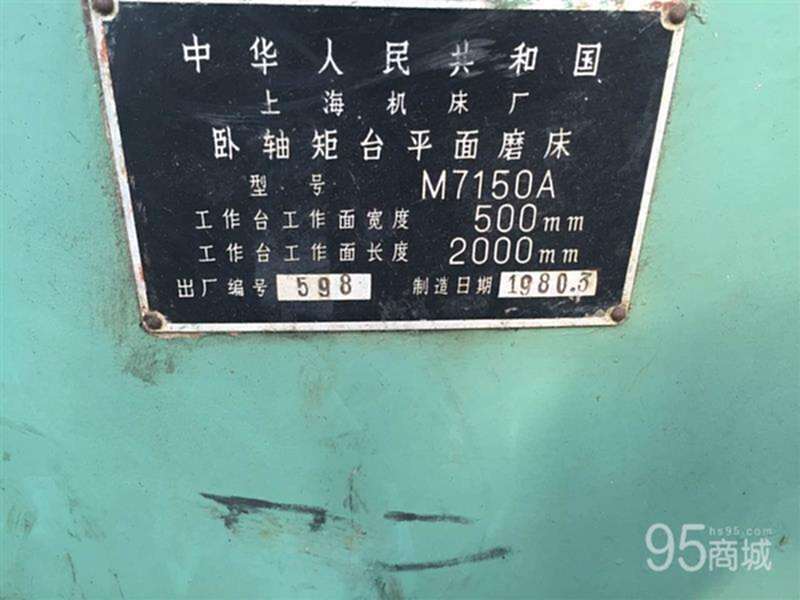 中华人民共和国
上海机床厂
卧轴矩台平面磨床
型号 M7150A
工作台工作面宽度 500mm
工作台工作面长度 2000mm
出厂编号 598 制造日期 1980.3
hs95.com
95商城